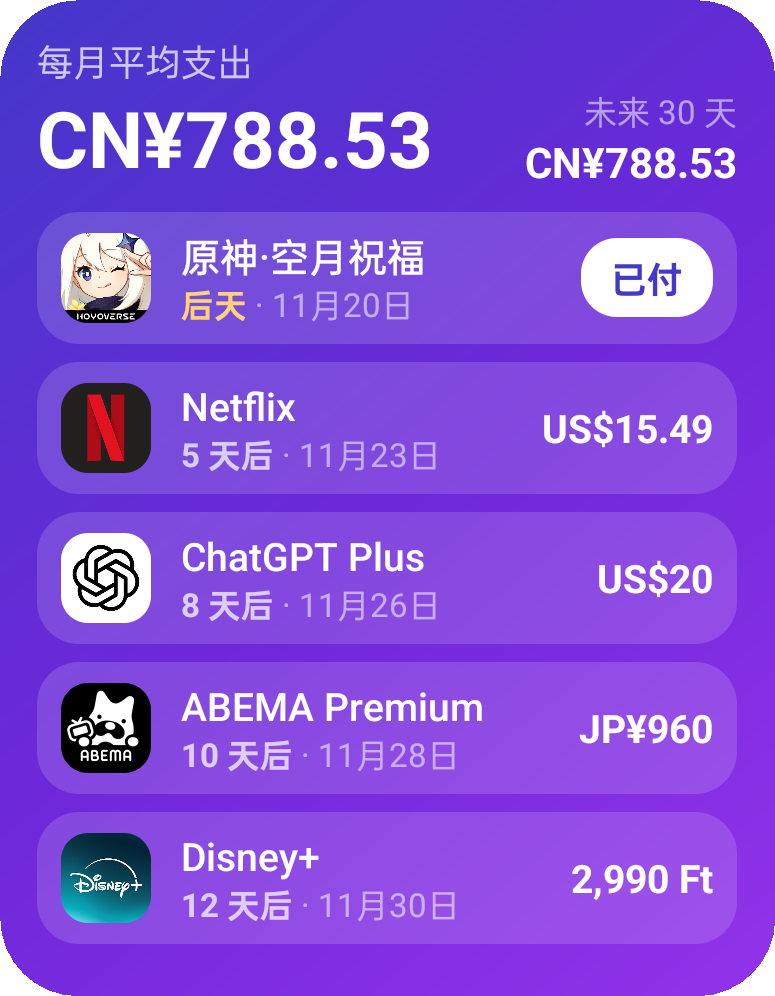 每月平均支出
CN¥788.53
未来 30 天
CN¥788.53
原神·空月祝福
后天 · 11月20日
已付
HOYOVERSE
Netflix
5 天后 · 11月23日
US$15.49
ChatGPT Plus
8 天后 · 11月26日
US$20
ABEMA Premium
10 天后 · 11月28日
JP¥960
ABEMA
Disney+
12 天后 · 11月30日
2,990 Ft
Disney+